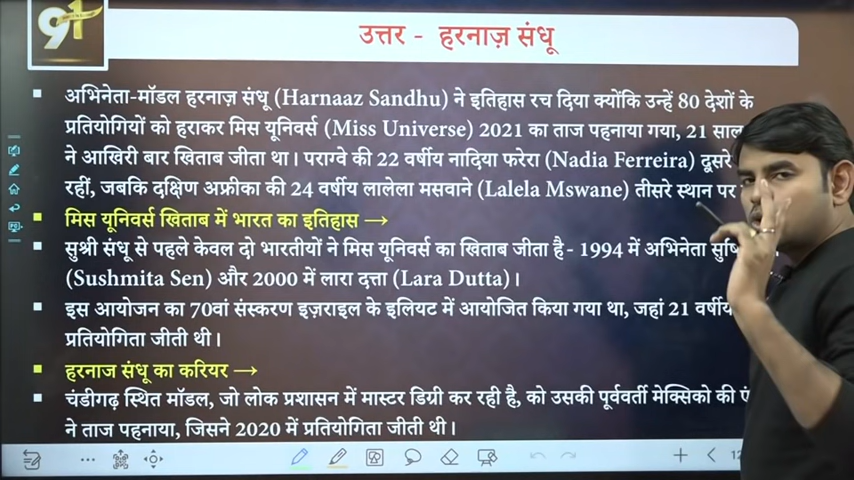 उत्तर - हरनाज़ संधू
अभिनेता-मॉडल हरनाज़ संधू (Harnaaz Sandhu) ने इतिहास रच दिया क्योंकि उन्हें 80 देशों के
प्रतियोगियों को हराकर मिस यूनिवर्स (Miss Universe) 2021 का ताज पहनाया गया, 21 साल
ने आखिरी बार खिताब जीता था। पराग्वे की 22 वर्षीय नादिया फरेरा (Nadia Ferreira) दूसरे
रहीं, जबकि दक्षिण अफ्रीका की 24 वर्षीय लालेला मसवाने (Lalela Mswane) तीसरे स्थान पर
मिस यूनिवर्स खिताब में भारत का इतिहास →
सुश्री संधू से पहले केवल दो भारतीयों ने मिस यूनिवर्स का खिताब जीता है - 1994 में अभिनेता
(Sushmita Sen) और 2000 में लारा दत्ता (Lara Dutta)।
इस आयोजन का 70वां संस्करण इज़राइल के इलियट में आयोजित किया गया था, जहां 21 वर्षीय
प्रतियोगिता जीती थी।
हरनाज संधू का करियर →
चंडीगढ़ स्थित मॉडल, जो लोक प्रशासन में मास्टर डिग्री कर रही है, को उसकी पूर्ववर्ती मेक्सिको की
ने ताज पहनाया, जिसने 2020 में प्रतियोगिता जीती थी।